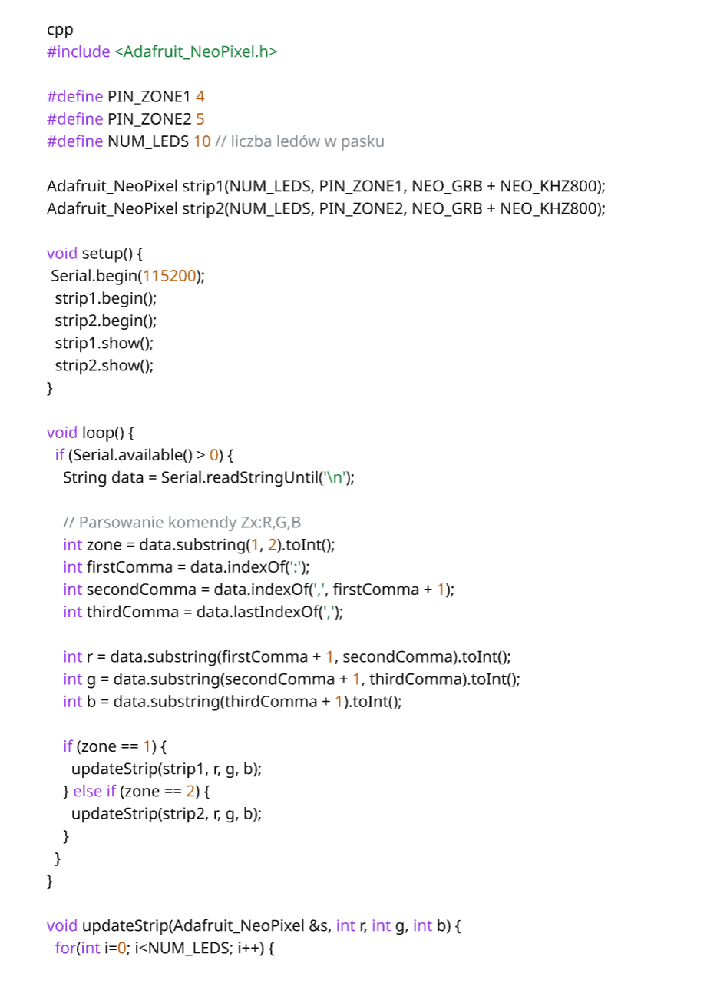 cpp
#include <Adafruit_NeoPixel.h>
#define PIN_ZONE1 4
#define PIN_ZONE2 5
#define NUM_LEDS 10 // liczba ledów w pasku
Adafruit_NeoPixel strip1(NUM_LEDS, PIN_ZONE1, NEO_GRB + NEO_KHZ800);
Adafruit_NeoPixel strip2(NUM_LEDS, PIN_ZONE2, NEO_GRB + NEO_KHZ800);
void setup() {
Serial.begin(115200);
strip1.begin();
strip2.begin();
strip1.show();
strip2.show();
}
void loop() {
if (Serial.available() > 0) {
String data = Serial.readStringUntil('\n');
// Parsowanie komendy Zx:R,G,B
int zone = data.substring(1, 2).toInt();
int firstComma = data.indexOf(':');
int secondComma = data.indexOf(',', firstComma + 1);
int thirdComma = data.lastIndexOf(',');
int r = data.substring(firstComma + 1, secondComma).toInt();
int g = data.substring(secondComma + 1, thirdComma).toInt();
int b = data.substring(thirdComma + 1).toInt();
if (zone == 1) {
updateStrip(strip1, r, g, b);
} else if (zone == 2) {
updateStrip(strip2, r, g, b);
}
}
}
void updateStrip(Adafruit_NeoPixel &s, int r, int g, int b) {
for(int i=0; i<NUM_LEDS; i++) {